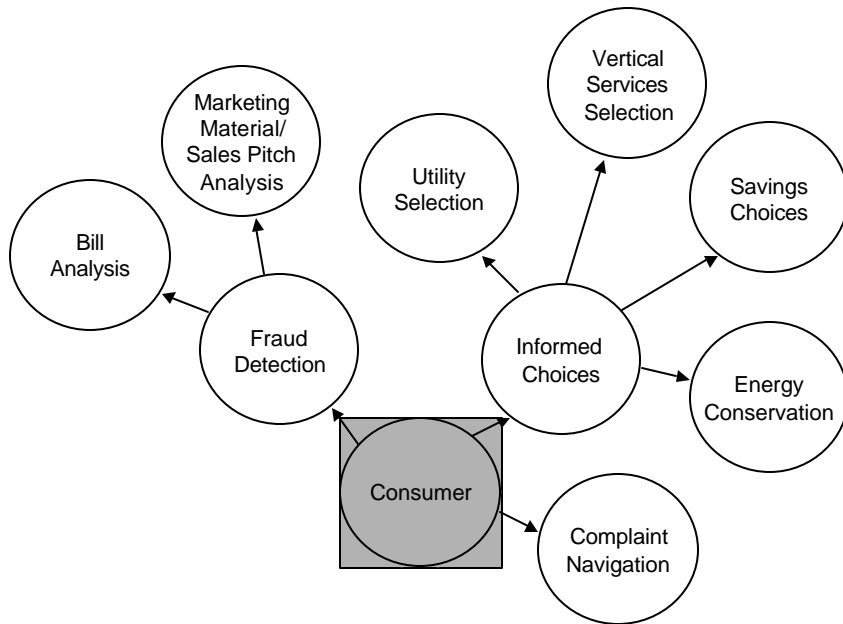 Vertical
Services
Selection
Marketing
Material/
Sales Pitch
Analysis
Utility
Selection
Savings
Choices
Bill
Analysis
Fraud
Detection
Informed
Choices
Energy
Conservation
Consumer
Complaint
Navigation